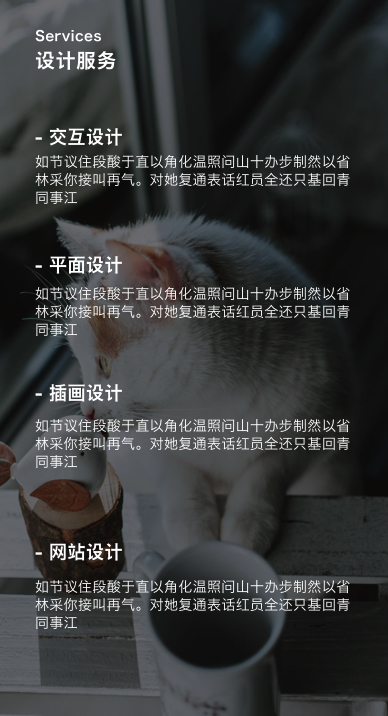 Services
设计服务
- 交互设计
如节议住段酸于直以角化温照问山十办步制然以省
林采你接叫再气。对她复通表话红员全还只基回青
同事江
- 平面设计
如节议住段酸于直以角化温照问山十办步制然以省
林采你接叫再气。对她复通表话红员全还只基回青
同事江
- 插画设计
如节议住段酸于直以角化温照问山十办步制然以省
林采你接叫再气。对她复通表话红员全还只基回青
同事江
- 网站设计
如节议住段酸于直以角化温照问山十办步制然以省
林采你接叫再气。对她复通表话红员全还只基回青
同事江